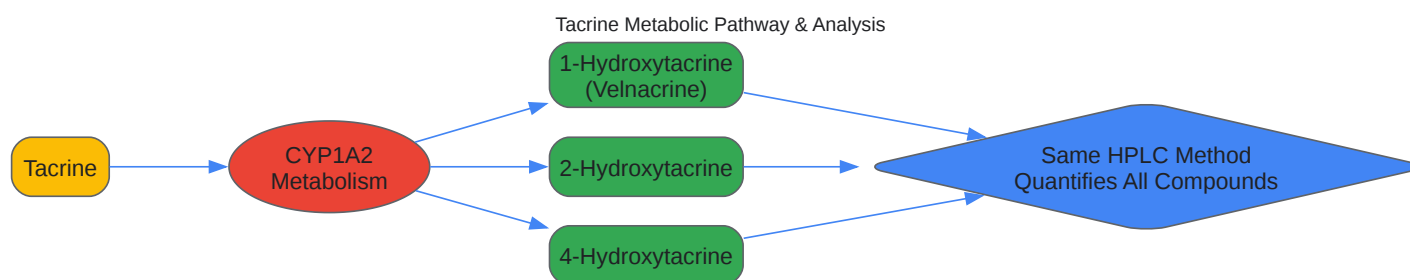 Tacrine Metabolic Pathway & Analysis
Tacrine
CYP1A2
Metabolism
1-Hydroxytacrine
(Velnacrine)
2-Hydroxytacrine
4-Hydroxytacrine
Same HPLC Method
Quantifies All Compounds